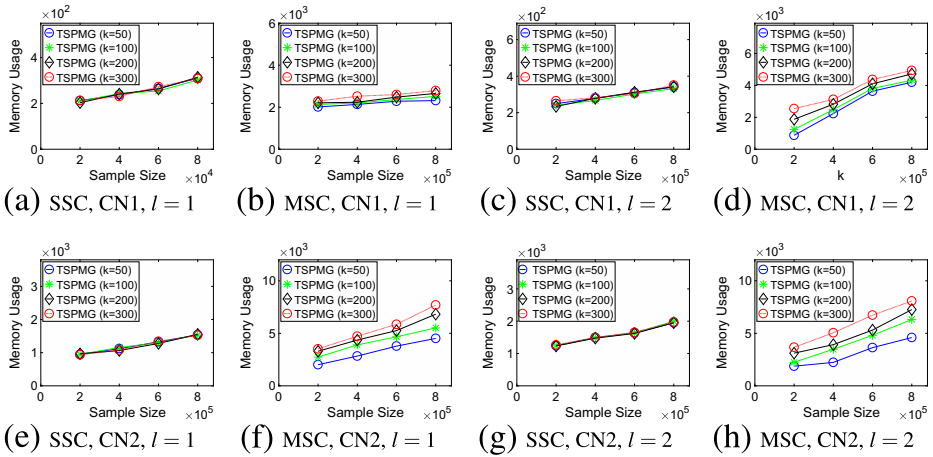 ×10²
Memory Usage
4
2
0
TSPMG (k=50)
TSPMG (k=100)
TSPMG (k=200)
TSPMG (k=300)
0 2 4 6 8
Sample Size
×10⁴
(a) SSC, CN1, l = 1
×10³
Memory Usage
6
4
2
0
TSPMG (k=50)
TSPMG (k=100)
TSPMG (k=200)
TSPMG (k=300)
0 2 4 6 8
Sample Size
×10⁵
(b) MSC, CN1, l = 1
×10²
Memory Usage
6
4
2
0
TSPMG (k=50)
TSPMG (k=100)
TSPMG (k=200)
TSPMG (k=300)
0 2 4 6 8
Sample Size
×10⁵
(c) SSC, CN1, l = 2
×10³
Memory Usage
6
4
2
0
TSPMG (k=50)
TSPMG (k=100)
TSPMG (k=200)
TSPMG (k=300)
0 2 4 6 8
k
×10⁵
(d) MSC, CN1, l = 2
×10³
Memory Usage
3
2
1
0
TSPMG (k=50)
TSPMG (k=100)
TSPMG (k=200)
TSPMG (k=300)
0 2 4 6 8
Sample Size
×10⁵
(e) SSC, CN2, l = 1
×10³
Memory Usage
10
5
0
TSPMG (k=50)
TSPMG (k=100)
TSPMG (k=200)
TSPMG (k=300)
0 2 4 6 8
Sample Size
×10⁵
(f) MSC, CN2, l = 1
×10³
Memory Usage
3
2
1
0
TSPMG (k=50)
TSPMG (k=100)
TSPMG (k=200)
TSPMG (k=300)
0 2 4 6 8
Sample Size
×10⁵
(g) SSC, CN2, l = 2
×10³
Memory Usage
10
5
0
TSPMG (k=50)
TSPMG (k=100)
TSPMG (k=200)
TSPMG (k=300)
0 2 4 6 8
Sample Size
×10⁵
(h) MSC, CN2, l = 2